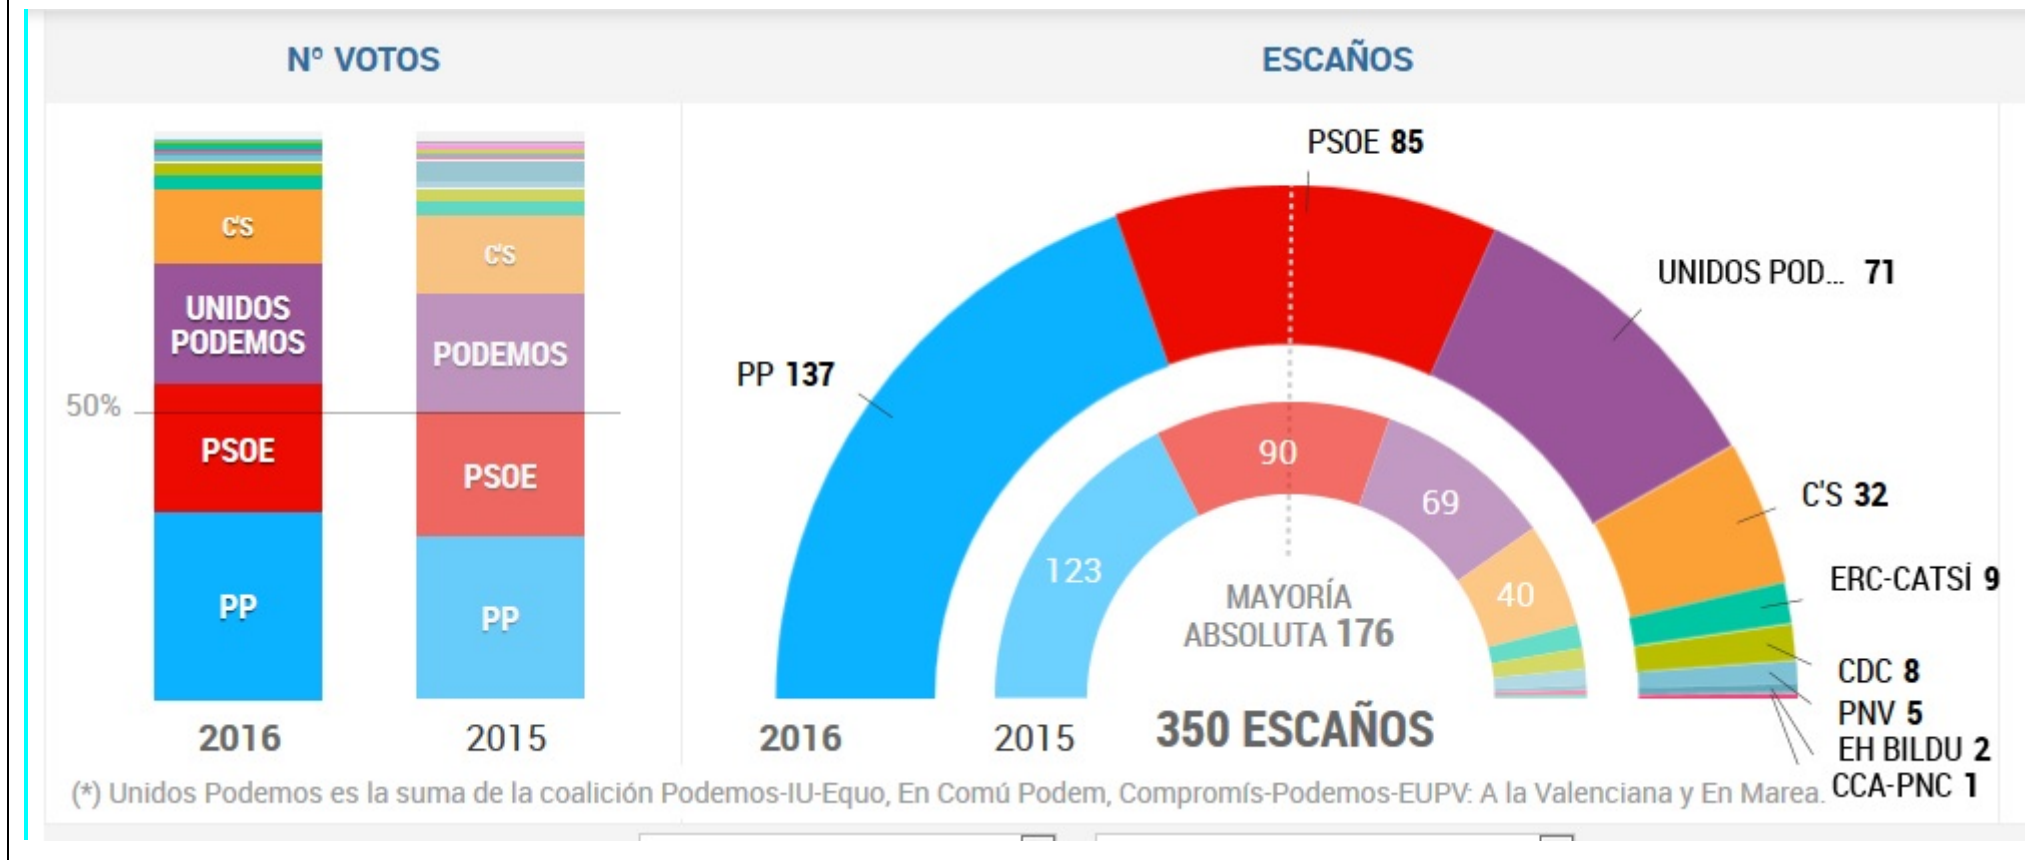 Nº VOTOS
ESCAÑOS
C'S
UNIDOS
PODEMOS
50%
PSOE
PP
2016
C'S
PODEMOS
PSOE
PP
2015
PSOE 85
UNIDOS POD... 71
PP 137
C'S 32
ERC-CATSÍ 9
CDC 8
PNV 5
EH BILDU 2
CCA-PNC 1
123
90
69
40
MAYORÍA
ABSOLUTA 176
2016
2015
350 ESCAÑOS
(*) Unidos Podemos es la suma de la coalición Podemos-IU-Equo, En Comú Podem, Compromís-Podemos-EUPV: A la Valenciana y En Marea.